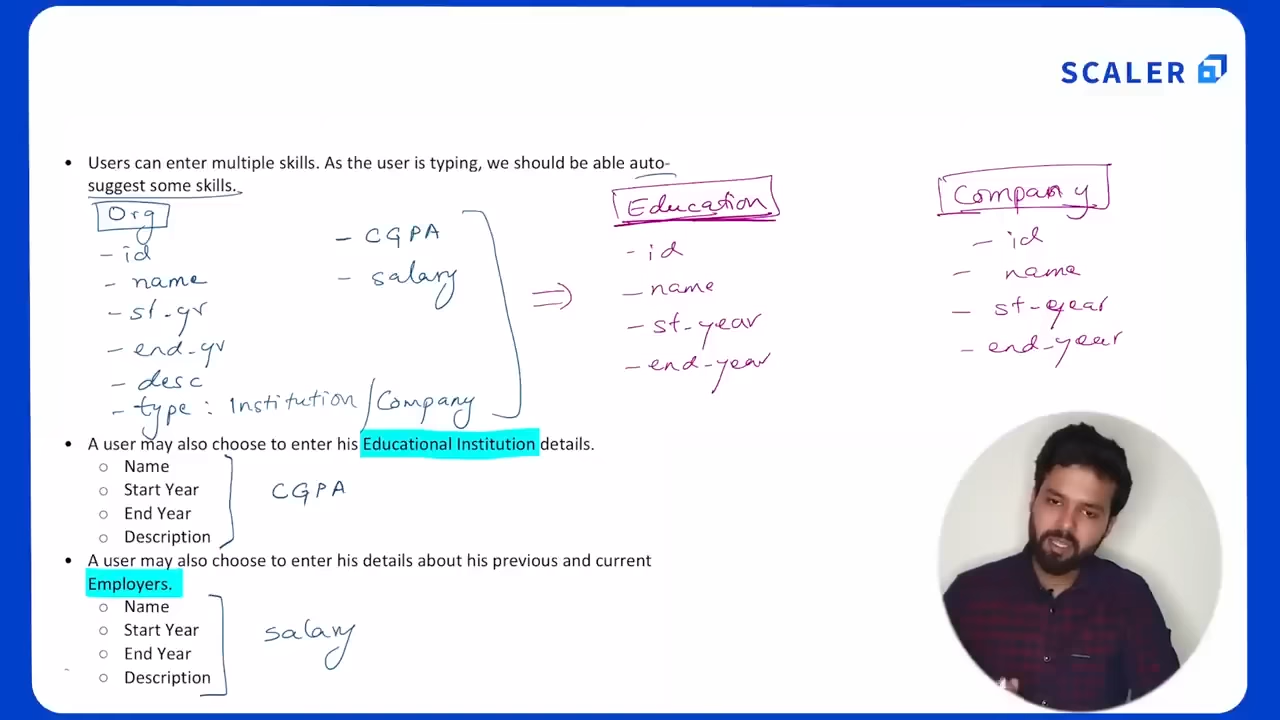 SCALER
• Users can enter multiple skills. As the user is typing, we should be able auto-
suggest some skills.
Org
- id
- name
- st-yr
- end-yr
- desc
- type : Institution / Company
- CGPA
- salary
⇒
Education
- id
- name
- st-year
- end-year
Company
- id
- name
- st-year
- end-year
• A user may also choose to enter his Educational Institution details.
○ Name
○ Start Year
○ End Year
○ Description
CGPA
• A user may also choose to enter his details about his previous and current
Employers.
○ Name
○ Start Year
○ End Year
○ Description
salary